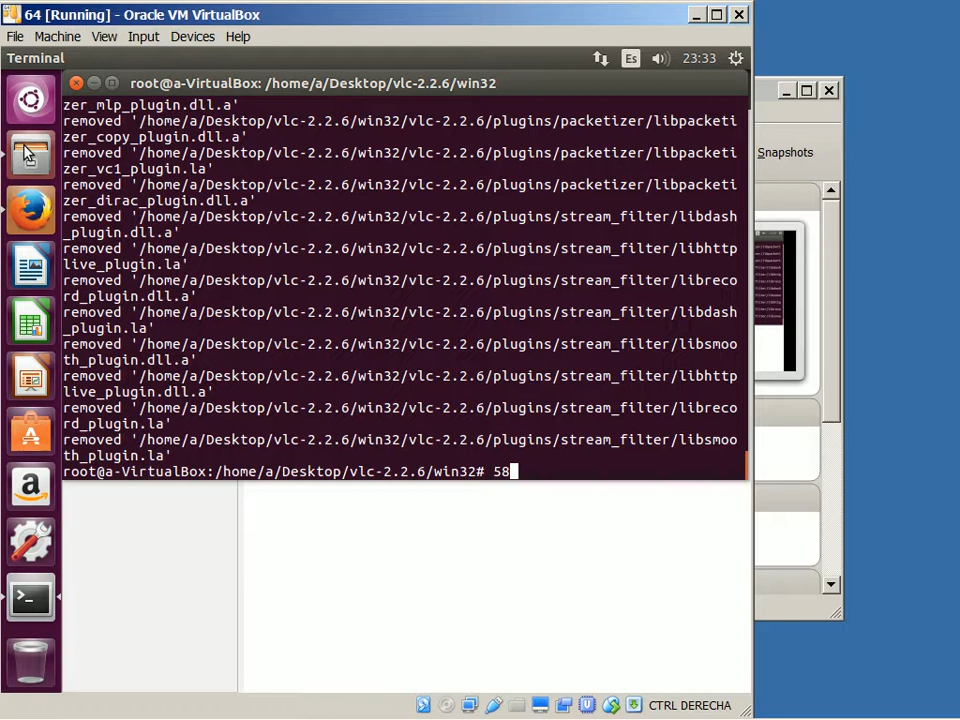 64 [Running] - Oracle VM VirtualBox
File Machine View Input Devices Help
Terminal
Es
23:33
root@a-VirtualBox: /home/a/Desktop/vlc-2.2.6/win32
zer_mlp_plugin.dll.a'
removed '/home/a/Desktop/vlc-2.2.6/win32/vlc-2.2.6/plugins/packetizer/libpacketi
zer_copy_plugin.dll.a'
removed '/home/a/Desktop/vlc-2.2.6/win32/vlc-2.2.6/plugins/packetizer/libpacketi
zer_vc1_plugin.la'
removed '/home/a/Desktop/vlc-2.2.6/win32/vlc-2.2.6/plugins/packetizer/libpacketi
zer_dirac_plugin.dll.a'
removed '/home/a/Desktop/vlc-2.2.6/win32/vlc-2.2.6/plugins/stream_filter/libdash
_plugin.dll.a'
removed '/home/a/Desktop/vlc-2.2.6/win32/vlc-2.2.6/plugins/stream_filter/libhttp
live_plugin.la'
removed '/home/a/Desktop/vlc-2.2.6/win32/vlc-2.2.6/plugins/stream_filter/libreco
rd_plugin.dll.a'
removed '/home/a/Desktop/vlc-2.2.6/win32/vlc-2.2.6/plugins/stream_filter/libdash
_plugin.la'
removed '/home/a/Desktop/vlc-2.2.6/win32/vlc-2.2.6/plugins/stream_filter/libsmoo
th_plugin.dll.a'
removed '/home/a/Desktop/vlc-2.2.6/win32/vlc-2.2.6/plugins/stream_filter/libhttp
live_plugin.dll.a'
removed '/home/a/Desktop/vlc-2.2.6/win32/vlc-2.2.6/plugins/stream_filter/libreco
rd_plugin.la'
removed '/home/a/Desktop/vlc-2.2.6/win32/vlc-2.2.6/plugins/stream_filter/libsmoo
th_plugin.la'
root@a-VirtualBox:/home/a/Desktop/vlc-2.2.6/win32# 58
Snapshots
CTRL DERECHA